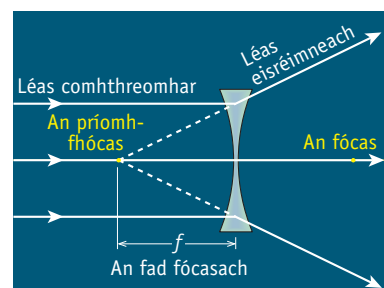 Léas
eisréimneach
Léas comhthreomhar
An príomh-
fhócas
An fócas
f
An fad fócasach